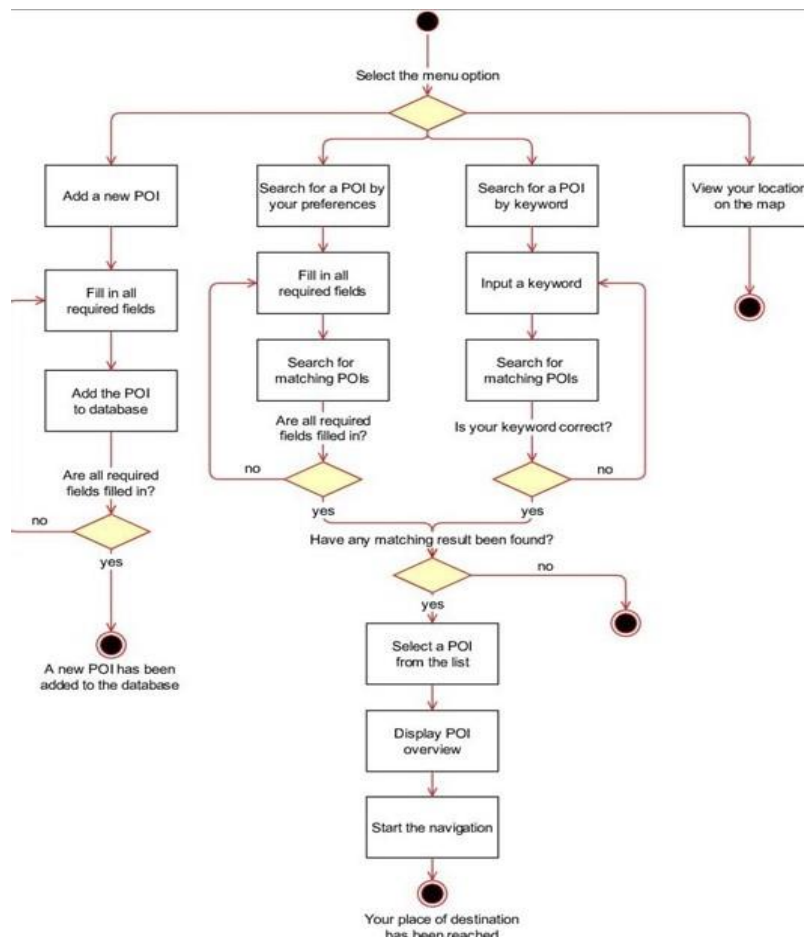 Select the menu option
Add a new POI
Search for a POI by
your preferences
Search for a POI
by keyword
View your location
on the map
Fill in all
required fields
Fill in all
required fields
Input a keyword
Add the POI
to database
Search for
matching POIs
Search for
matching POIs
Are all required
fields filled in?
no
yes
Are all required
fields filled in?
no
yes
Is your keyword correct?
no
yes
Have any matching result been found?
no
yes
A new POI has been
added to the database
Select a POI
from the list
Display POI
overview
Start the navigation
Your place of destination
has been reached